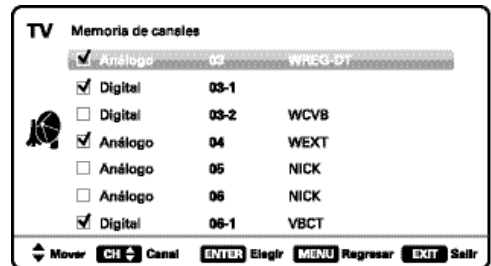 TV Memoria de canales
Análogo 03 WREG-DT
Digital 03-1
Digital 03-2 WCVB
Análogo 04 WEXT
Análogo 05 NICK
Análogo 06 NICK
Digital 06-1 VBCT
Mover CH Canal ENTER Elegir MENU Regresar EXIT Salir